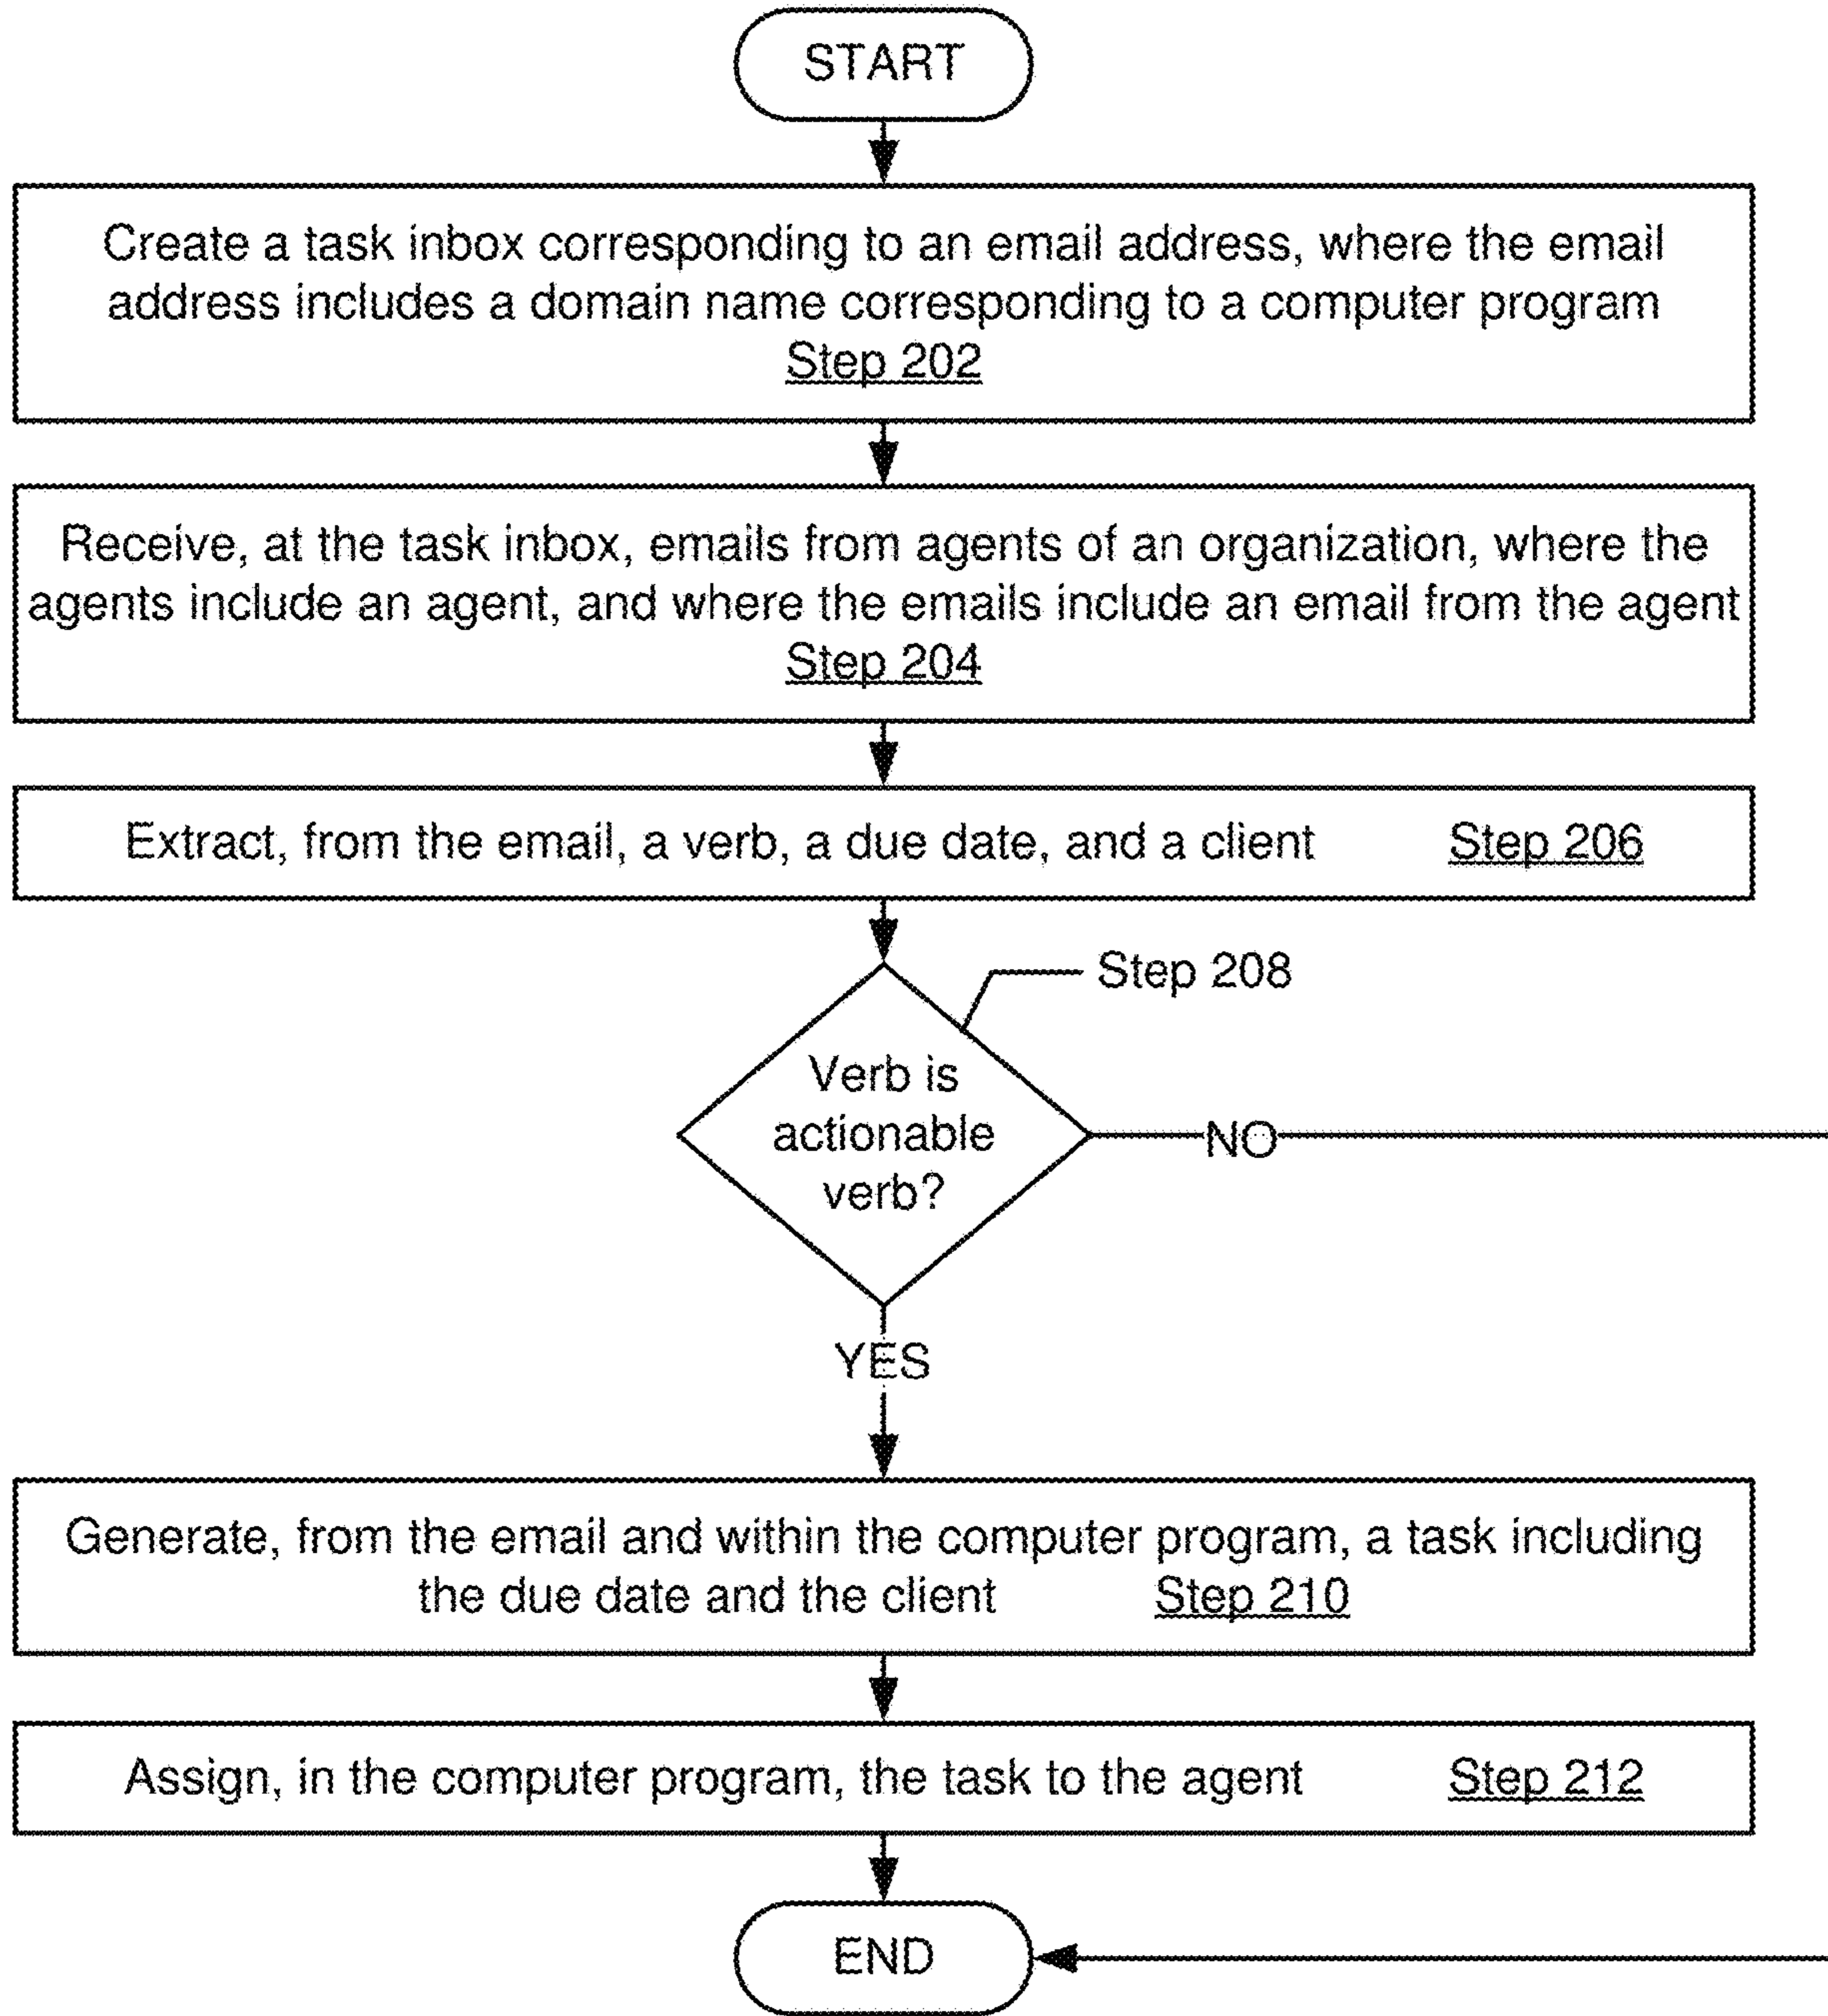 START
Create a task inbox corresponding to an email address, where the email
address includes a domain name corresponding to a computer program
Step 202
Receive, at the task inbox, emails from agents of an organization, where the
agents include an agent, and where the emails include an email from the agent
Step 204
Extract, from the email, a verb, a due date, and a client Step 206
Step 208
Verb is
actionable
verb?
NO
YES
Generate, from the email and within the computer program, a task including
the due date and the client Step 210
Assign, in the computer program, the task to the agent Step 212
END